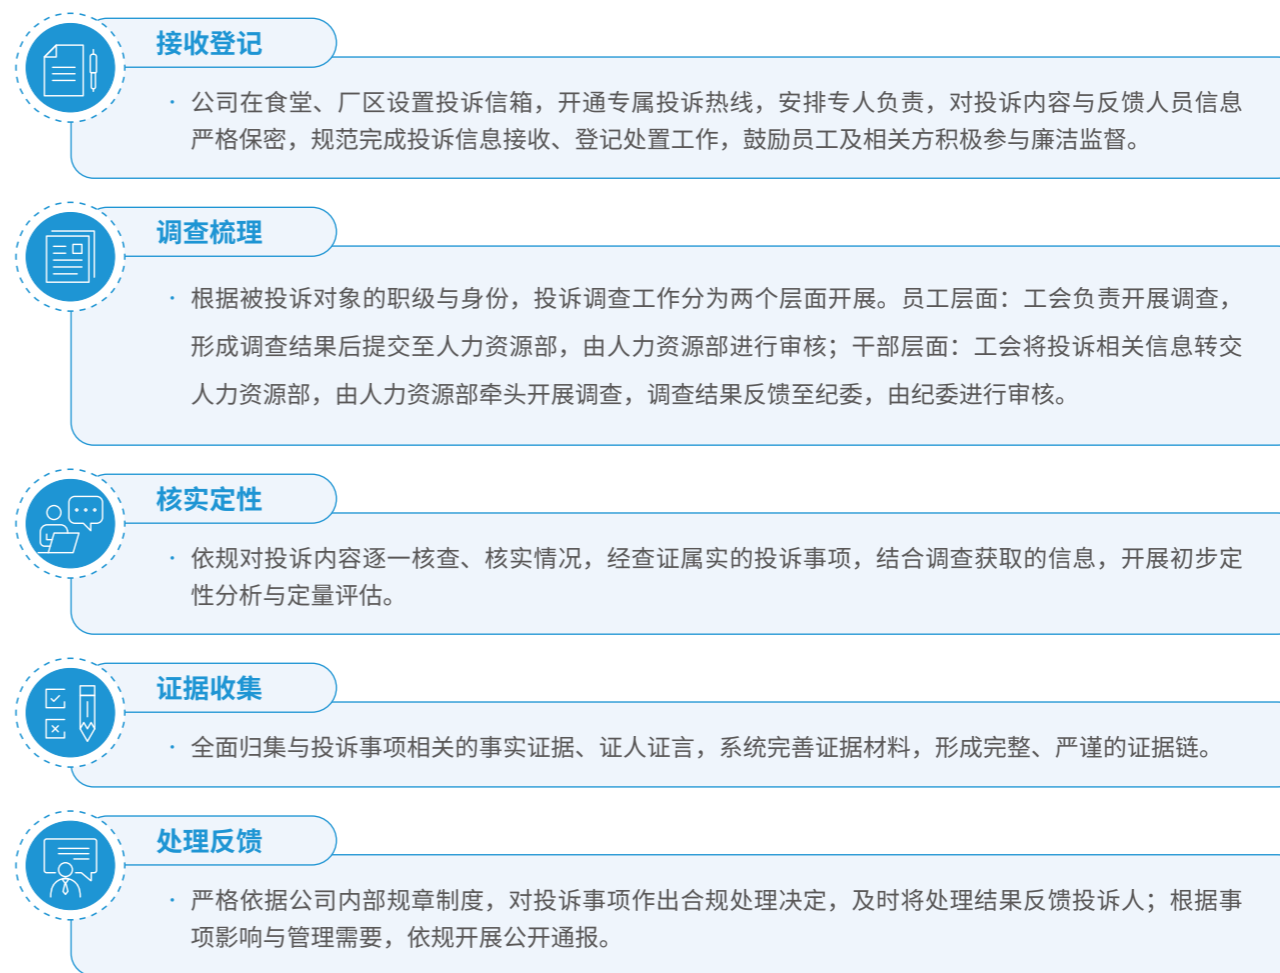 接收登记
· 公司在食堂、厂区设置投诉信箱，开通专属投诉热线，安排专人负责，对投诉内容与反馈人员信息
严格保密，规范完成投诉信息接收、登记处置工作，鼓励员工及相关方积极参与廉洁监督。
调查梳理
· 根据被投诉对象的职级与身份，投诉调查工作分为两个层面开展。员工层面：工会负责开展调查，
形成调查结果后提交至人力资源部，由人力资源部进行审核；干部层面：工会将投诉相关信息转交
人力资源部，由人力资源部牵头开展调查，调查结果反馈至纪委，由纪委进行审核。
核实定性
· 依规对投诉内容逐一核查、核实情况，经查证属实的投诉事项，结合调查获取的信息，开展初步定
性分析与定量评估。
证据收集
· 全面归集与投诉事项相关的事实证据、证人证言，系统完善证据材料，形成完整、严谨的证据链。
处理反馈
· 严格依据公司内部规章制度，对投诉事项作出合规处理决定，及时将处理结果反馈投诉人；根据事
项影响与管理需要，依规开展公开通报。